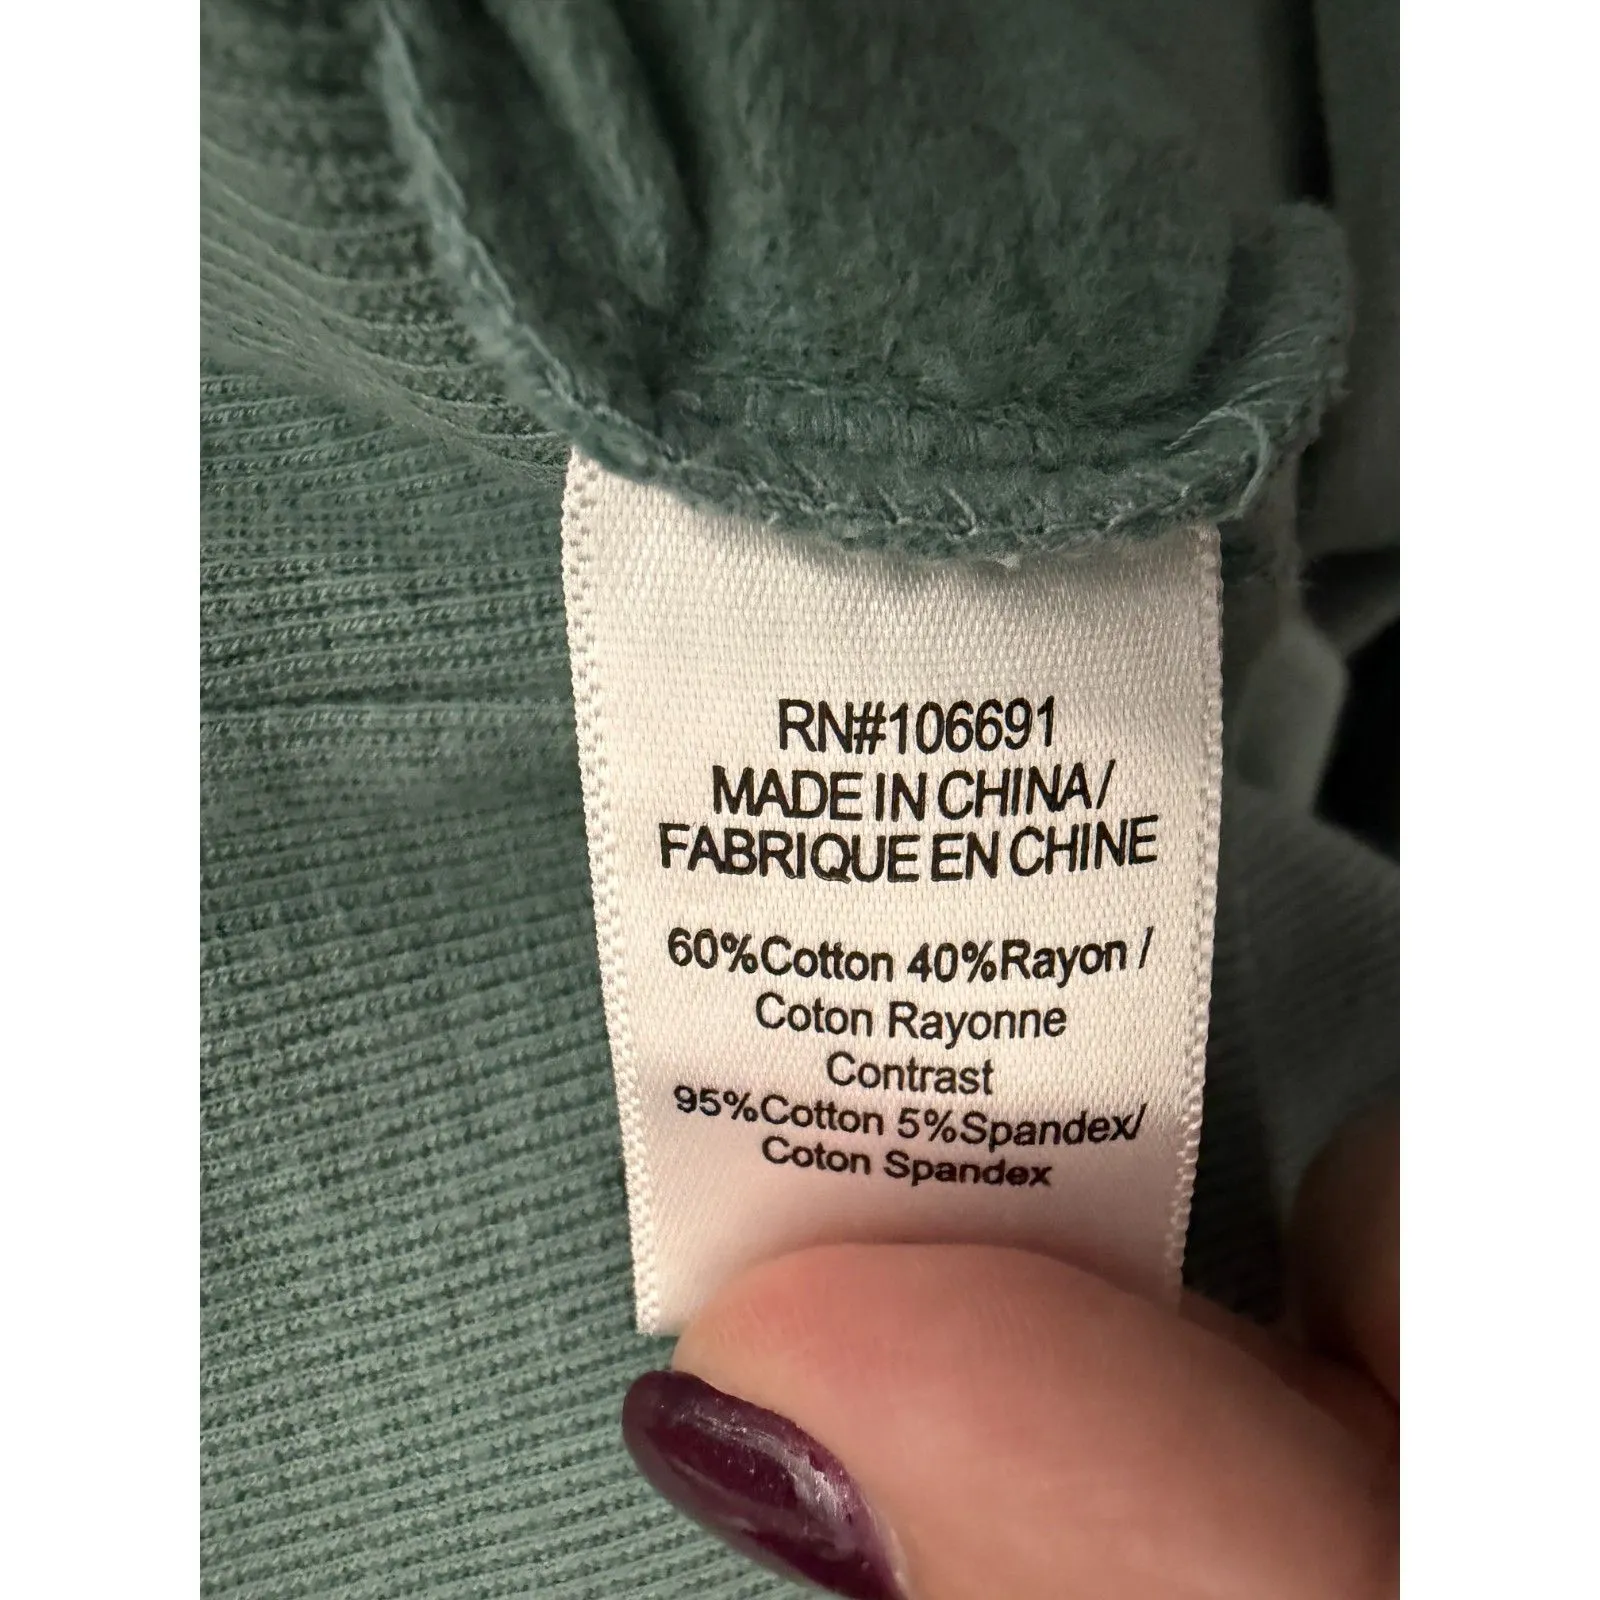 RN#106691
MADE IN CHINA/
FABRIQUE EN CHINE
60%Cotton 40%Rayon /
Coton Rayonne
Contrast
95%Cotton 5%Spandex/
Coton Spandex